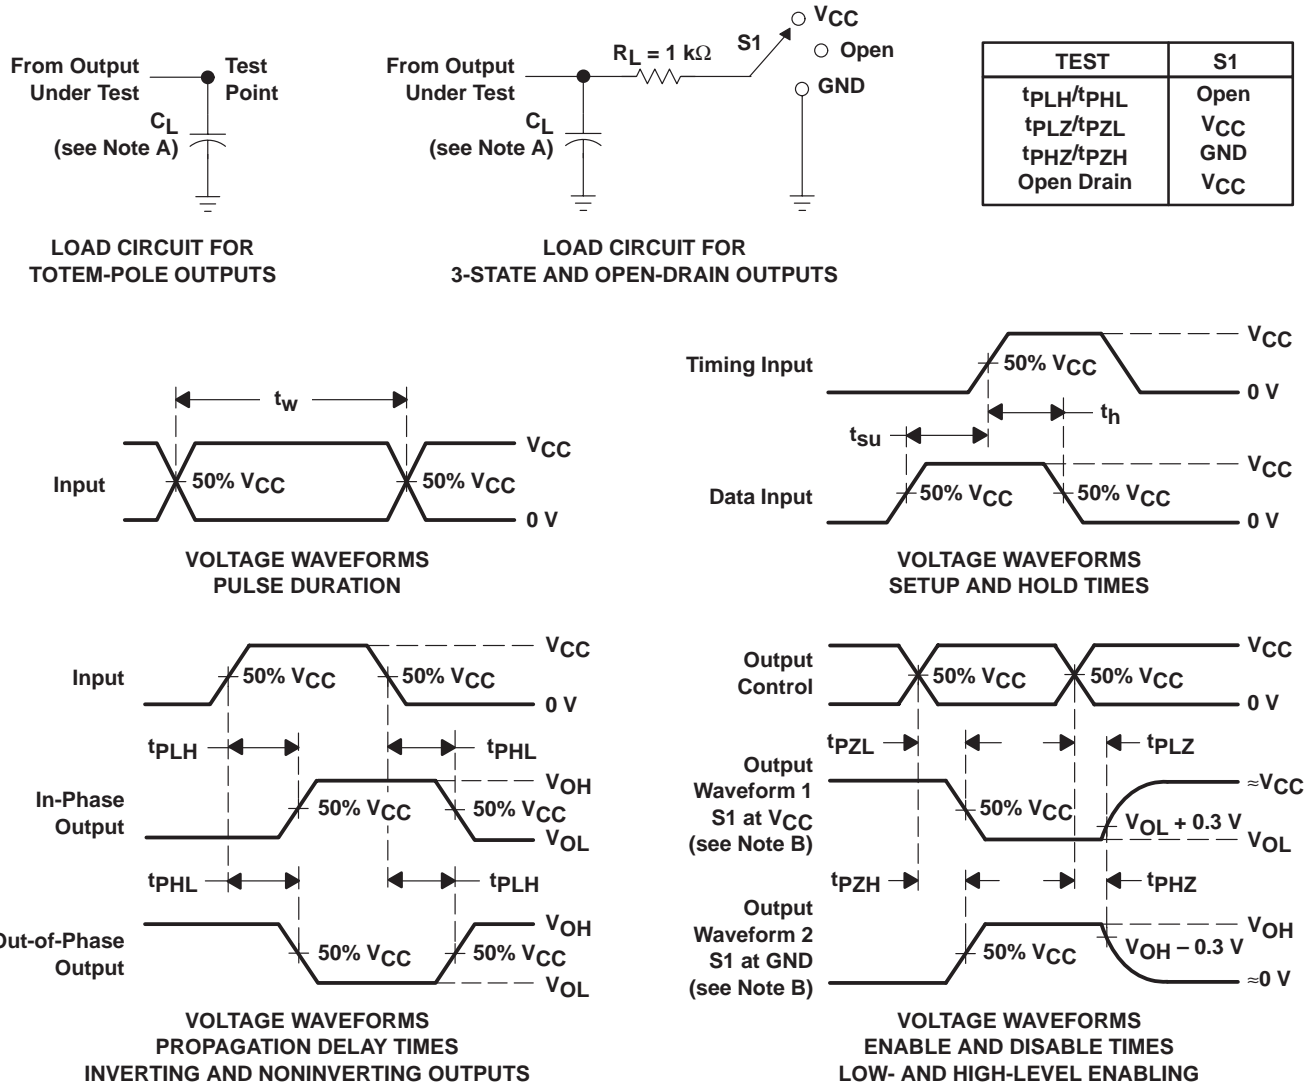 From Output
Under Test
Test
Point
CL
(see Note A)
LOAD CIRCUIT FOR
TOTEM-POLE OUTPUTS
From Output
Under Test
RL = 1 kΩ
S1
VCC
Open
GND
CL
(see Note A)
LOAD CIRCUIT FOR
3-STATE AND OPEN-DRAIN OUTPUTS
TEST S1
tPLH/tPHL Open
tPLZ/tPZL VCC
tPHZ/tPZH GND
Open Drain VCC
tw
Input
50% VCC
50% VCC
VCC
0 V
VOLTAGE WAVEFORMS
PULSE DURATION
Timing Input
50% VCC
VCC
0 V
th
tsu
Data Input
50% VCC
50% VCC
VCC
0 V
VOLTAGE WAVEFORMS
SETUP AND HOLD TIMES
Input
50% VCC
50% VCC
VCC
0 V
tPLH
tPHL
In-Phase
Output
50% VCC
50% VCC
VOH
VOL
tPHL
tPLH
Out-of-Phase
Output
50% VCC
50% VCC
VOH
VOL
VOLTAGE WAVEFORMS
PROPAGATION DELAY TIMES
INVERTING AND NONINVERTING OUTPUTS
Output
Control
50% VCC
50% VCC
VCC
0 V
tPZL
tPLZ
Output
Waveform 1
S1 at VCC
(see Note B)
50% VCC
≈VCC
VOL + 0.3 V
VOL
tPZH
tPHZ
Output
Waveform 2
S1 at GND
(see Note B)
50% VCC
VOH
VOH − 0.3 V
≈0 V
VOLTAGE WAVEFORMS
ENABLE AND DISABLE TIMES
LOW- AND HIGH-LEVEL ENABLING